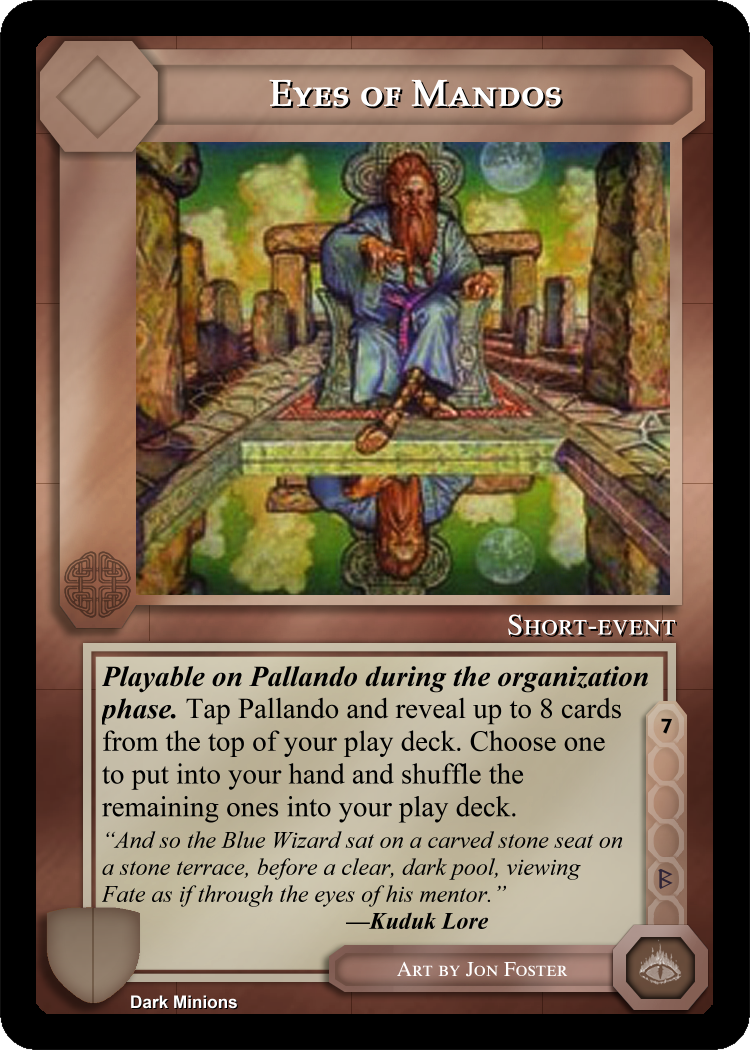 Eyes of Mandos
Short-event
Playable on Pallando during the organization
phase. Tap Pallando and reveal up to 8 cards
from the top of your play deck. Choose one
to put into your hand and shuffle the
remaining ones into your play deck.
7
“And so the Blue Wizard sat on a carved stone seat on
a stone terrace, before a clear, dark pool, viewing
Fate as if through the eyes of his mentor.”
—Kuduk Lore
ᛒ
Art by Jon Foster
Dark Minions